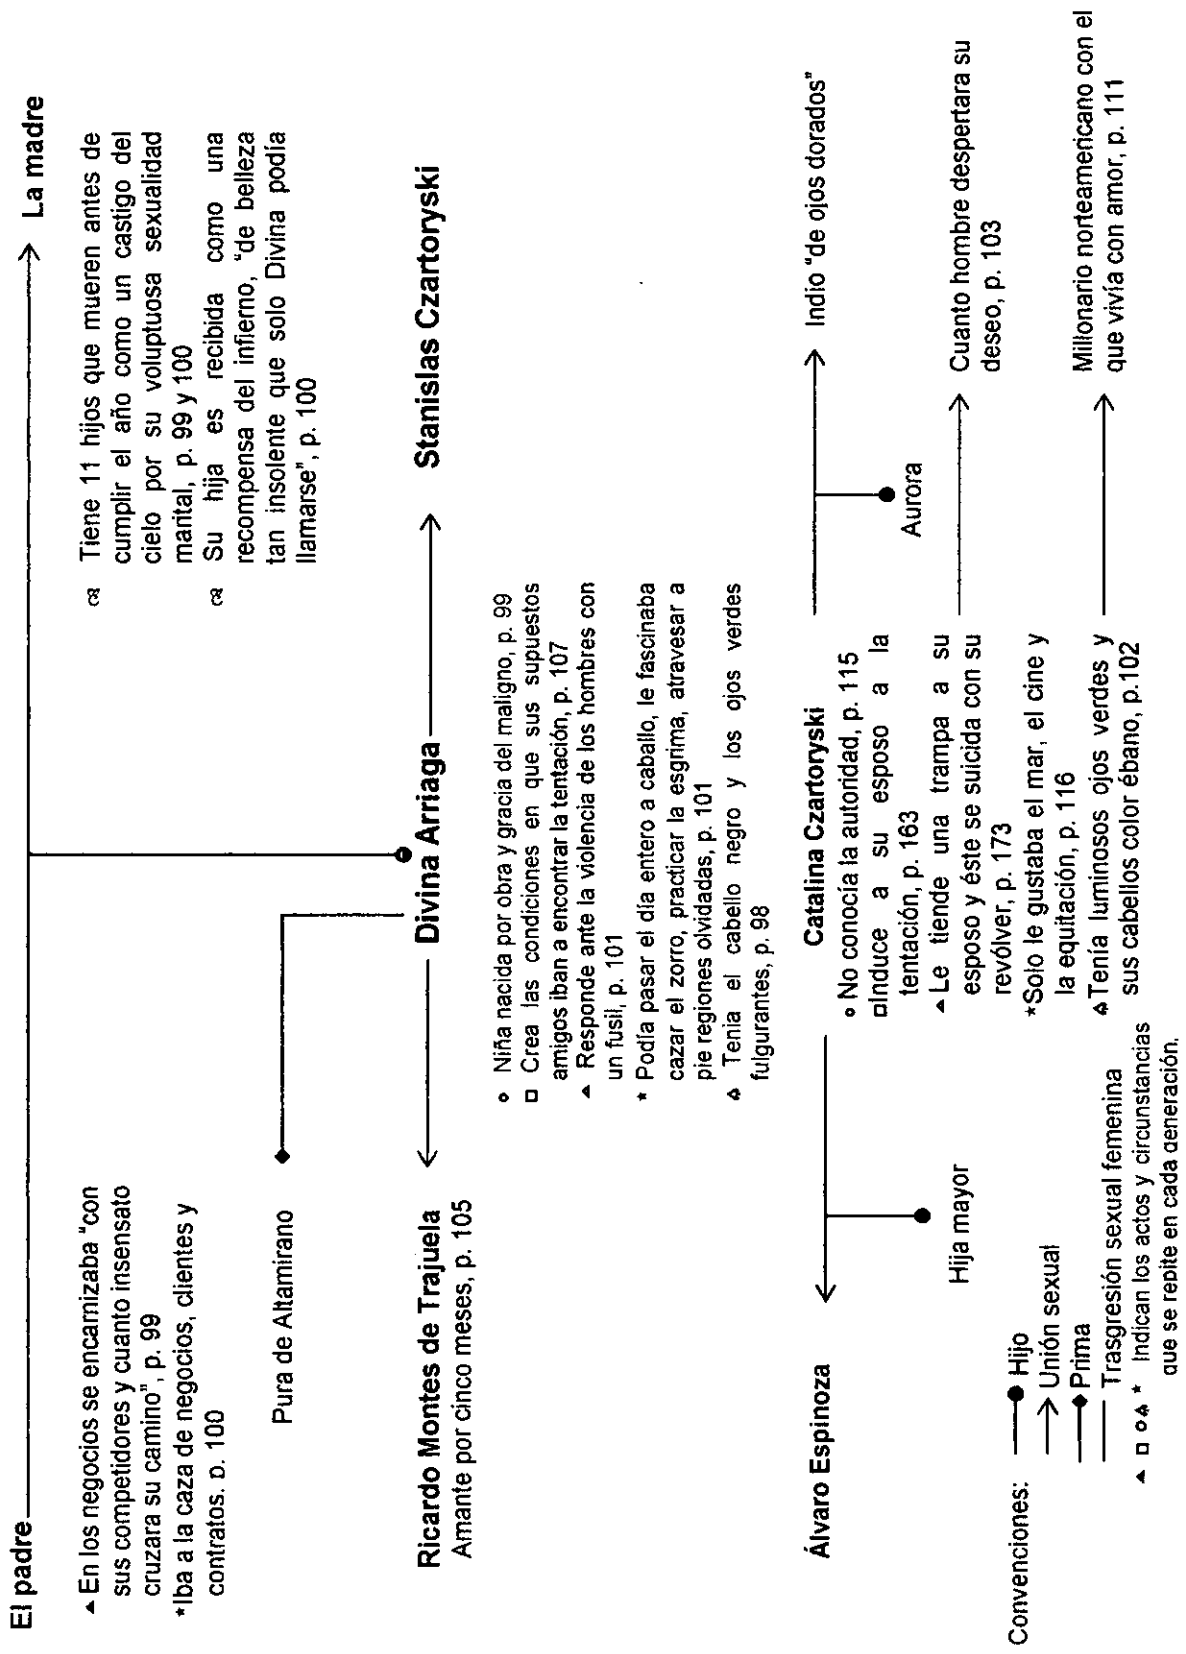 El padre
La madre
▲ En los negocios se encarnizaba "con
sus competidores y cuanto insensato
cruzara su camino", p. 99
*Iba a la caza de negocios, clientes y
contratos. p. 100
Tiene 11 hijos que mueren antes de
cumplir el año como un castigo del
cielo por su voluptuosa sexualidad
marital, p. 99 y 100
Su hija es recibida como una
recompensa del infierno, "de belleza
tan insolente que solo Divina podía
llamarse", p. 100
Pura de Altamirano
Ricardo Montes de Trajuela
Amante por cinco meses, p. 105
Divina Arriaga
Stanislas Czartoryski
o Niña nacida por obra y gracia del maligno, p. 99
□ Crea las condiciones en que sus supuestos
amigos iban a encontrar la tentación, p. 107
▲ Responde ante la violencia de los hombres con
un fusil, p. 101
* Podía pasar el día entero a caballo, le fascinaba
cazar el zorro, practicar la esgrima, atravesar a
pie regiones olvidadas, p. 101
♠ Tenia el cabello negro y los ojos verdes
fulgurantes, p. 98
Álvaro Espinoza
Hija mayor
Catalina Czartoryski
o No conocía la autoridad, p. 115
□Induce a su esposo a la
tentación, p. 163
▲ Le tiende una trampa a su
esposo y éste se suicida con su
revólver, p. 173
*Solo le gustaba el mar, el cine y
la equitación, p. 116
♠ Tenía luminosos ojos verdes y
sus cabellos color ébano, p.102
Indio "de ojos dorados"
Aurora
Cuanto hombre despertara su
deseo, p. 103
Millonario norteamericano con el
que vivía con amor, p. 111
Convenciones:
Hijo
Unión sexual
Prima
Trasgresión sexual femenina
▲ □ o♠ * Indican los actos y circunstancias
que se repite en cada generación.